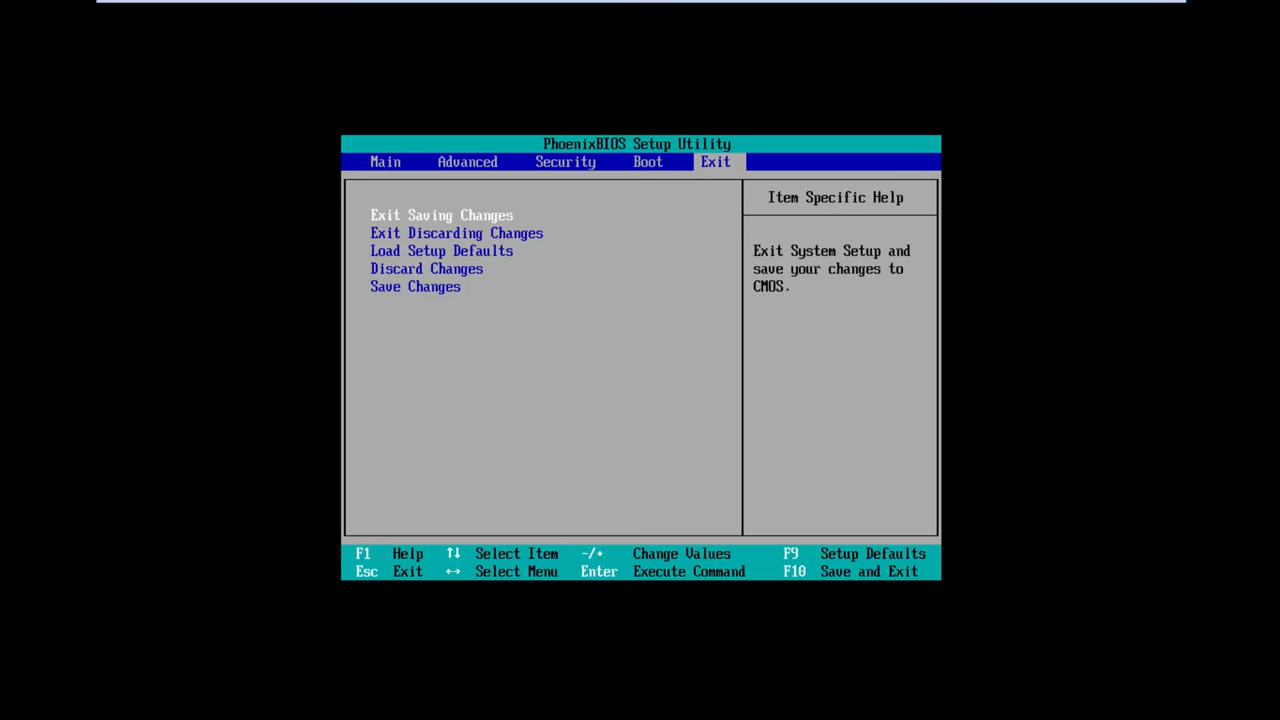 PhoenixBIOS Setup Utility
Main Advanced Security Boot Exit
Item Specific Help
Exit Saving Changes
Exit Discarding Changes
Load Setup Defaults
Discard Changes
Save Changes
Exit System Setup and
save your changes to
CMOS.
F1 Help ↑↓ Select Item -/+ Change Values F9 Setup Defaults
Esc Exit ↔ Select Menu Enter Execute Command F10 Save and Exit